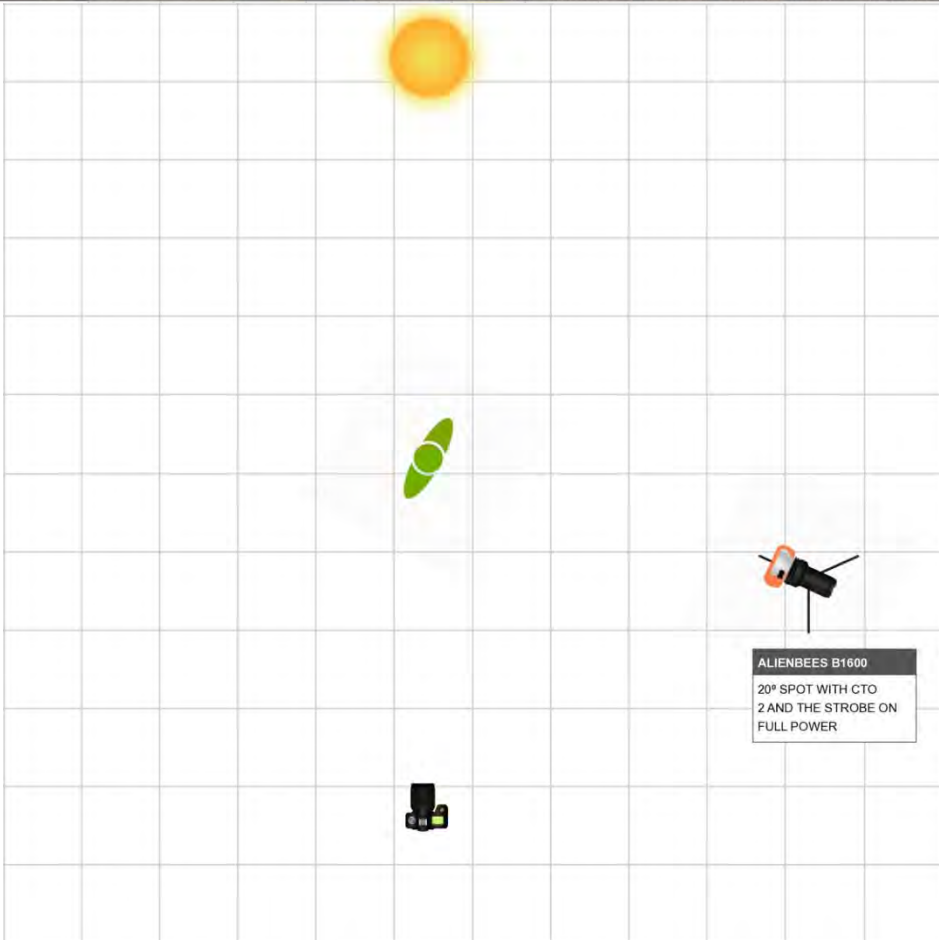 ALIENBEES B1600
20º SPOT WITH CTO
2 AND THE STROBE ON
FULL POWER